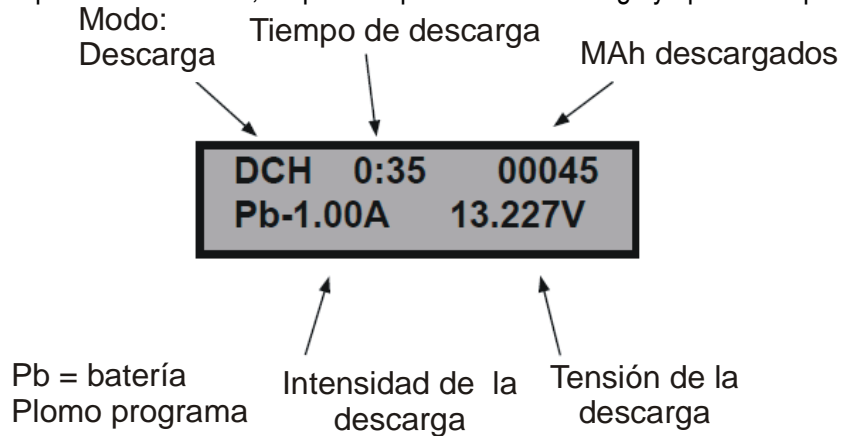 Modo:
Descarga
Tiempo de descarga
MAh descargados
DCH 0:35 00045
Pb-1.00A 13.227V
Pb = batería
Plomo programa
Intensidad de la
descarga
Tensión de la
descarga